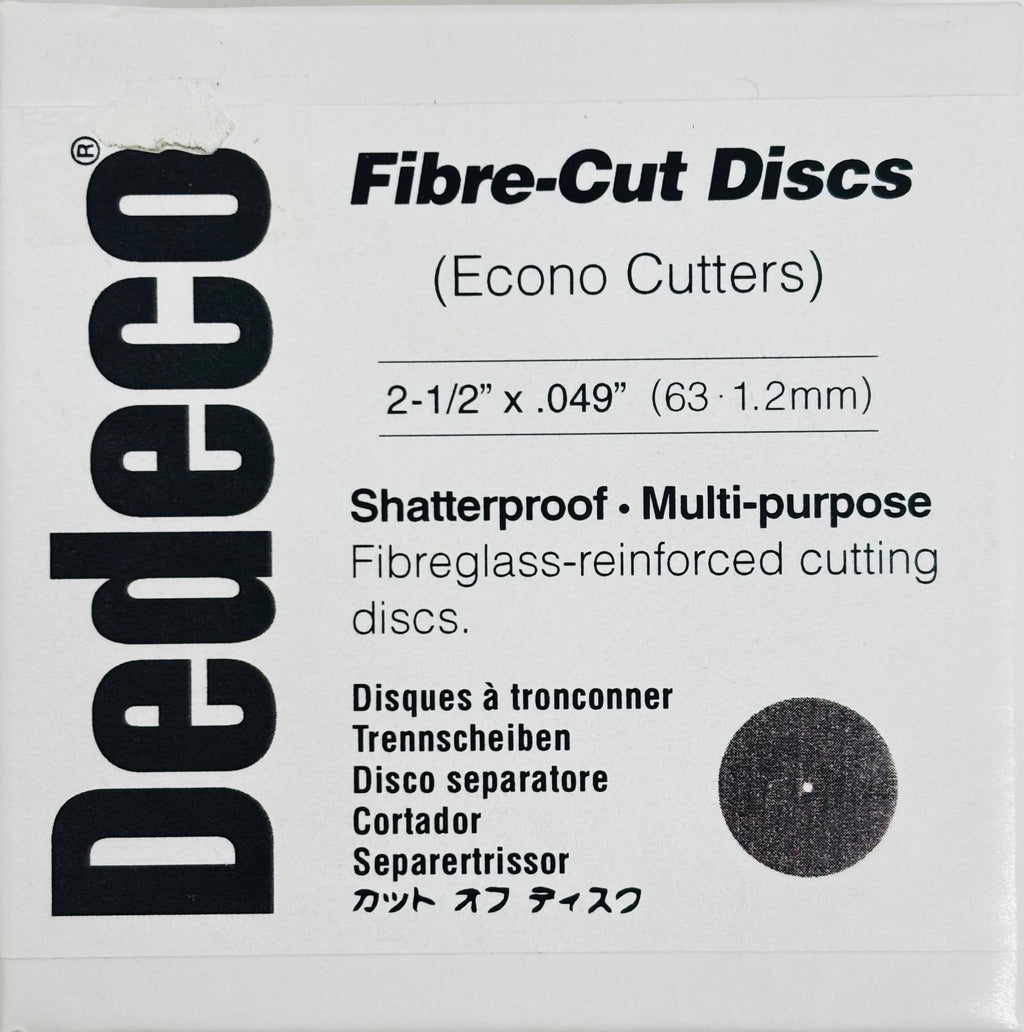 Dedeco®
Fibre-Cut Discs
(Econo Cutters)
2-1/2” x .049” (63 · 1.2mm)
Shatterproof • Multi-purpose
Fibreglass-reinforced cutting
discs.
Disques à tronconner
Trennscheiben
Disco separatore
Cortador
Separertrissor
カット オフ ディスク